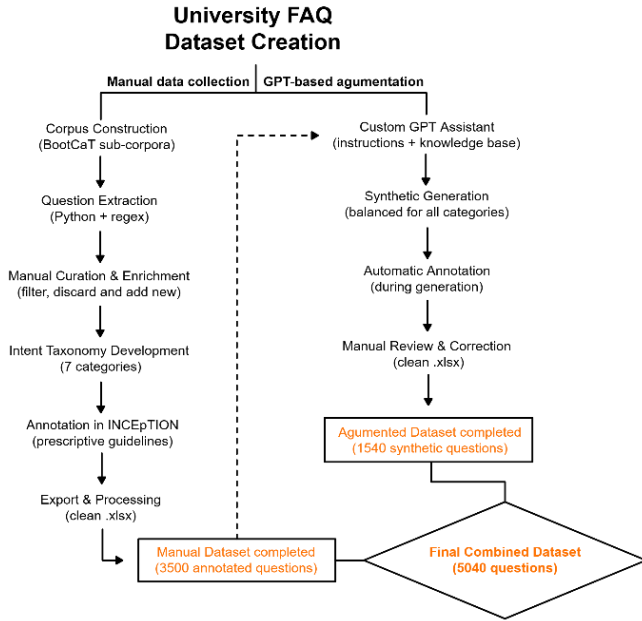 University FAQ
Dataset Creation
Manual data collection
GPT-based agumentation
Corpus Construction
(BootCaT sub-corpora)
Question Extraction
(Python + regex)
Manual Curation & Enrichment
(filter, discard and add new)
Intent Taxonomy Development
(7 categories)
Annotation in INCEpTION
(prescriptive guidelines)
Export & Processing
(clean .xlsx)
Manual Dataset completed
(3500 annotated questions)
Custom GPT Assistant
(instructions + knowledge base)
Synthetic Generation
(balanced for all categories)
Automatic Annotation
(during generation)
Manual Review & Correction
(clean .xlsx)
Agumented Dataset completed
(1540 synthetic questions)
Final Combined Dataset
(5040 questions)